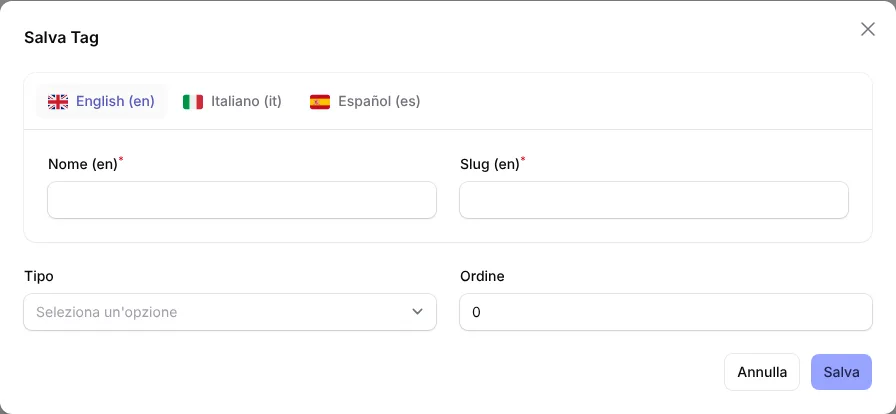 Salva Tag
English (en) Italiano (it) Español (es)
Nome (en)* Slug (en)*
Tipo Ordine
Seleziona un'opzione 0
Annulla Salva